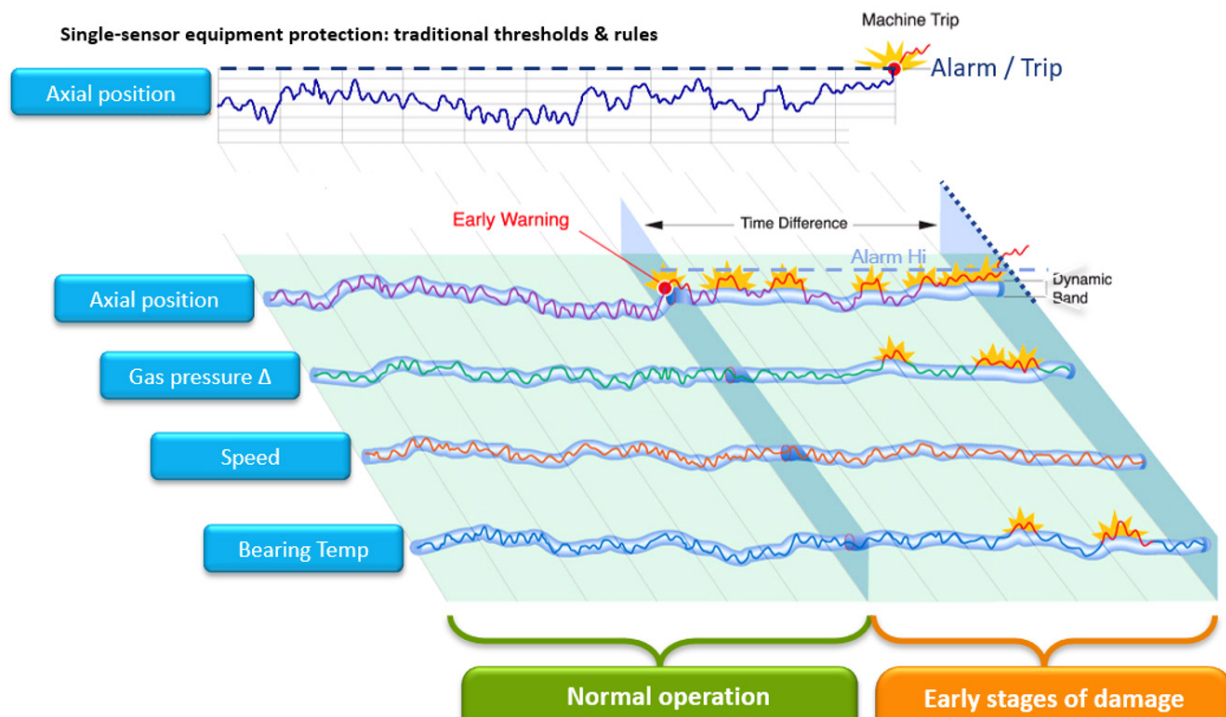 Machine Trip
Single-sensor equipment protection: traditional thresholds & rules
Alarm / Trip
Axial position
Early Warning
Time Difference
Alarm Hi
Axial position
Dynamic
Band
Gas pressure Δ
Speed
Bearing Temp
Normal operation
Early stages of damage